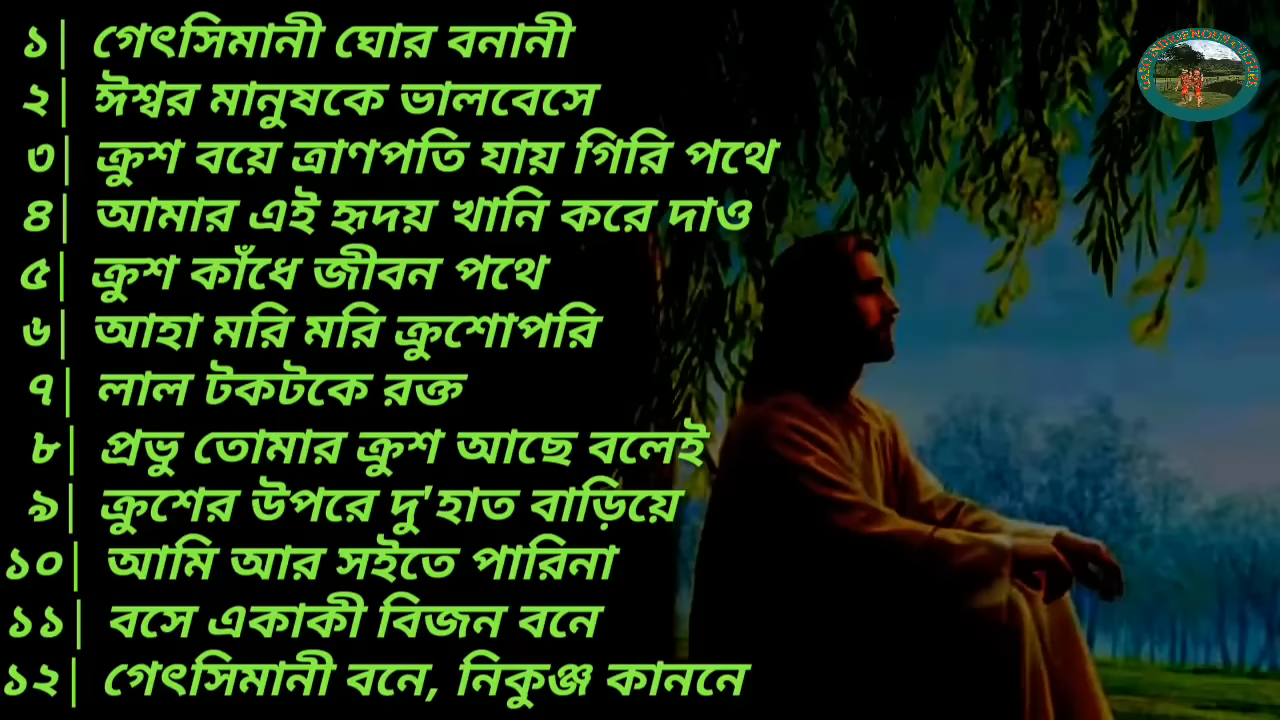 ১| গেৎসিমানী ঘোর বনানী
২| ঈশ্বর মানুষকে ভালবেসে
৩| ক্রুশ বয়ে ত্রাণপতি যায় গিরি পথে
৪| আমার এই হৃদয় খানি করে দাও
৫| ক্রুশ কাঁধে জীবন পথে
৬| আহা মরি মরি ক্রুশোপরি
৭| লাল টকটকে রক্ত
৮| প্রভু তোমার ক্রুশ আছে বলেই
৯| ক্রুশের উপরে দু'হাত বাড়িয়ে
১০| আমি আর সইতে পারিনা
১১| বসে একাকী বিজন বনে
১২| গেৎসিমানী বনে, নিকুঞ্জ কাননে